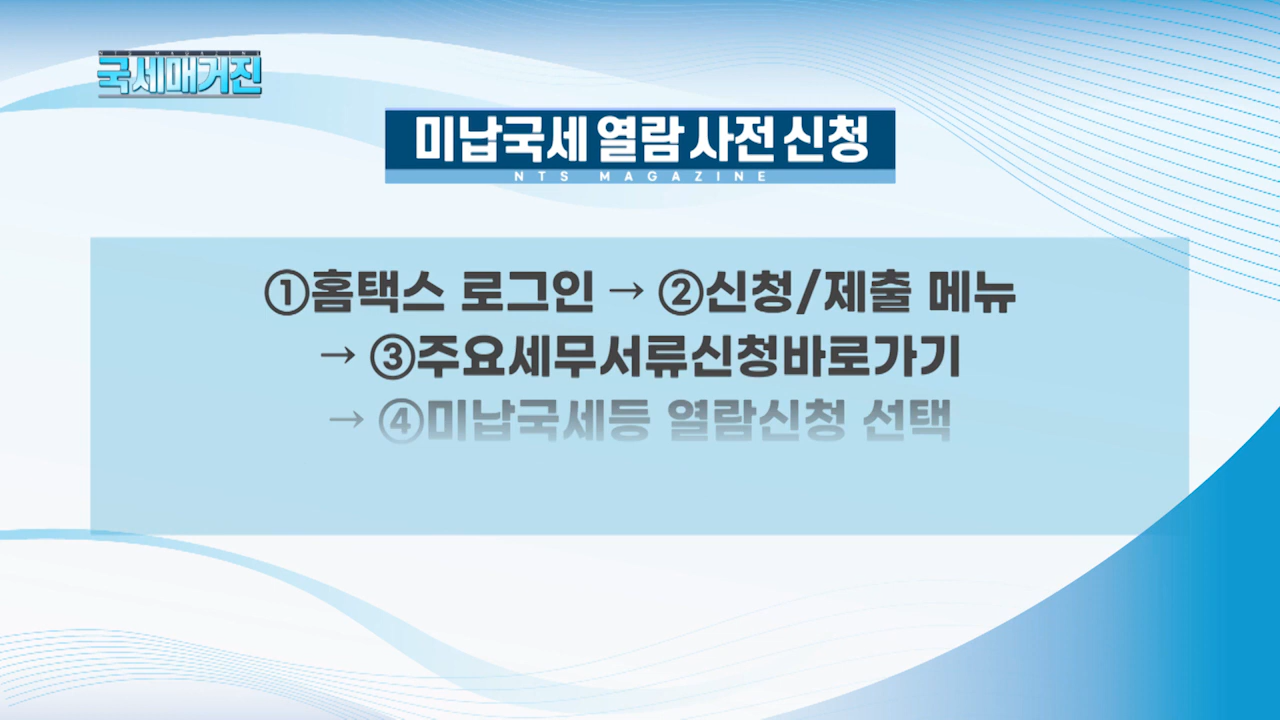 NTS MAGAZINE
국세매거진
미납국세 열람 사전 신청
NTS MAGAZINE
①홈택스 로그인 → ②신청/제출 메뉴
→ ③주요세무서류신청바로가기
→ ④미납국세등 열람신청 선택